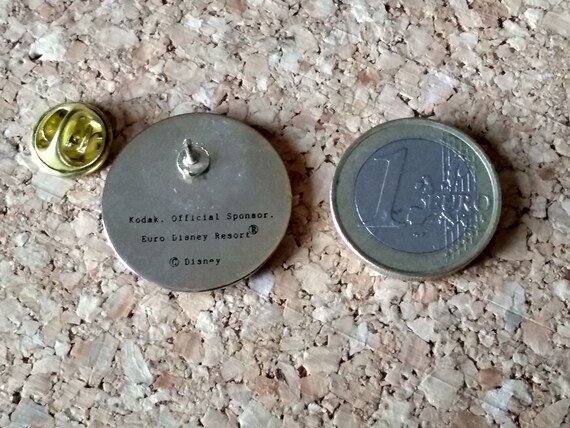 Kodak. Official Sponsor.
Euro Disney Resort®
© Disney
1 EURO